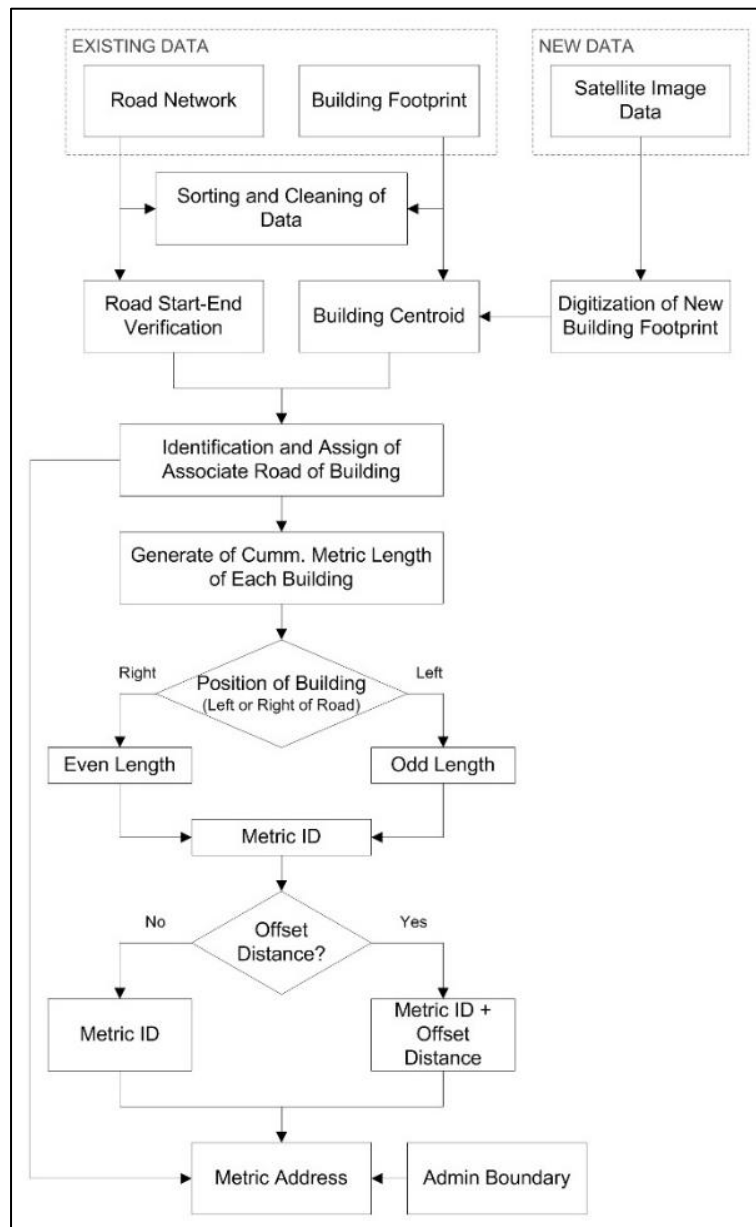 EXISTING DATA
NEW DATA
Road Network
Building Footprint
Satellite Image
Data
Sorting and Cleaning of
Data
Road Start-End
Verification
Building Centroid
Digitization of New
Building Footprint
Identification and Assign of
Associate Road of Building
Generate of Cumm. Metric Length
of Each Building
Right
Position of Building
(Left or Right of Road)
Left
Even Length
Odd Length
Metric ID
No
Offset
Distance?
Yes
Metric ID
Metric ID +
Offset
Distance
Metric Address
Admin Boundary